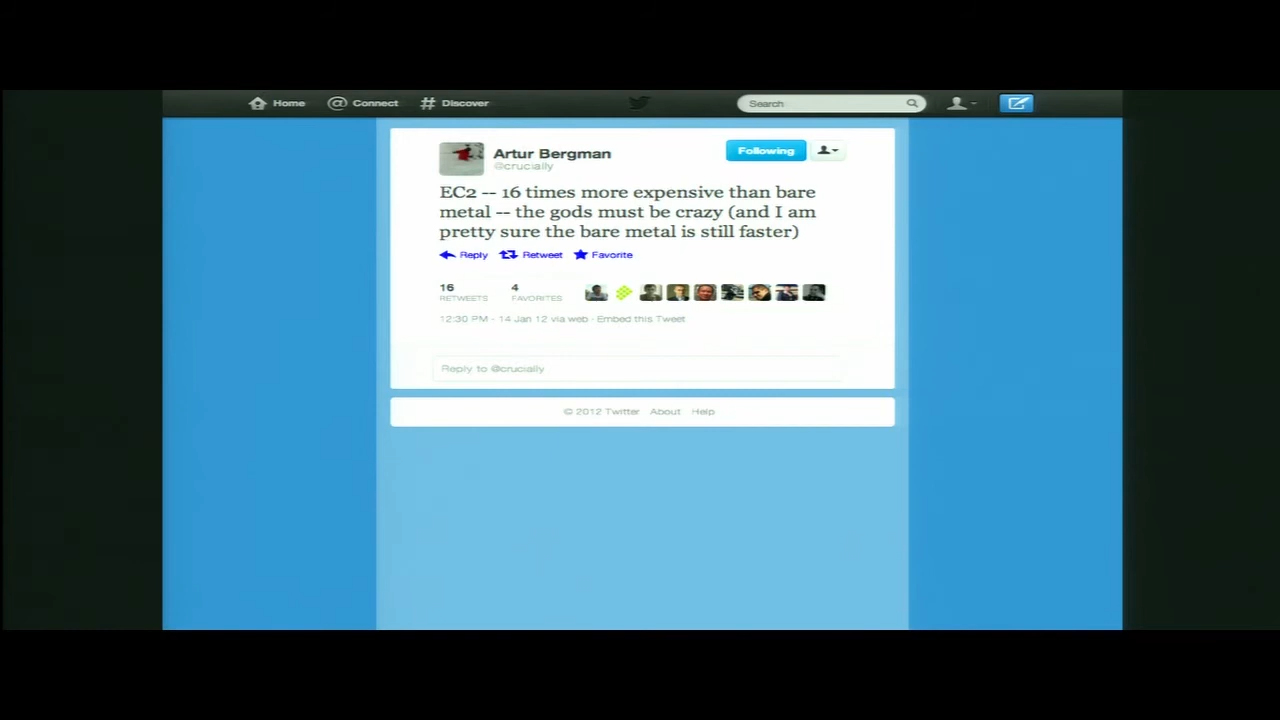 Home @ Connect # Discover Search
Artur Bergman
@crucially
Following
EC2 -- 16 times more expensive than bare
metal -- the gods must be crazy (and I am
pretty sure the bare metal is still faster)
Reply Retweet Favorite
16 4
RETWEETS FAVORITES
12:30 PM - 14 Jan 12 via web · Embed this Tweet
Reply to @crucially
© 2012 Twitter About Help